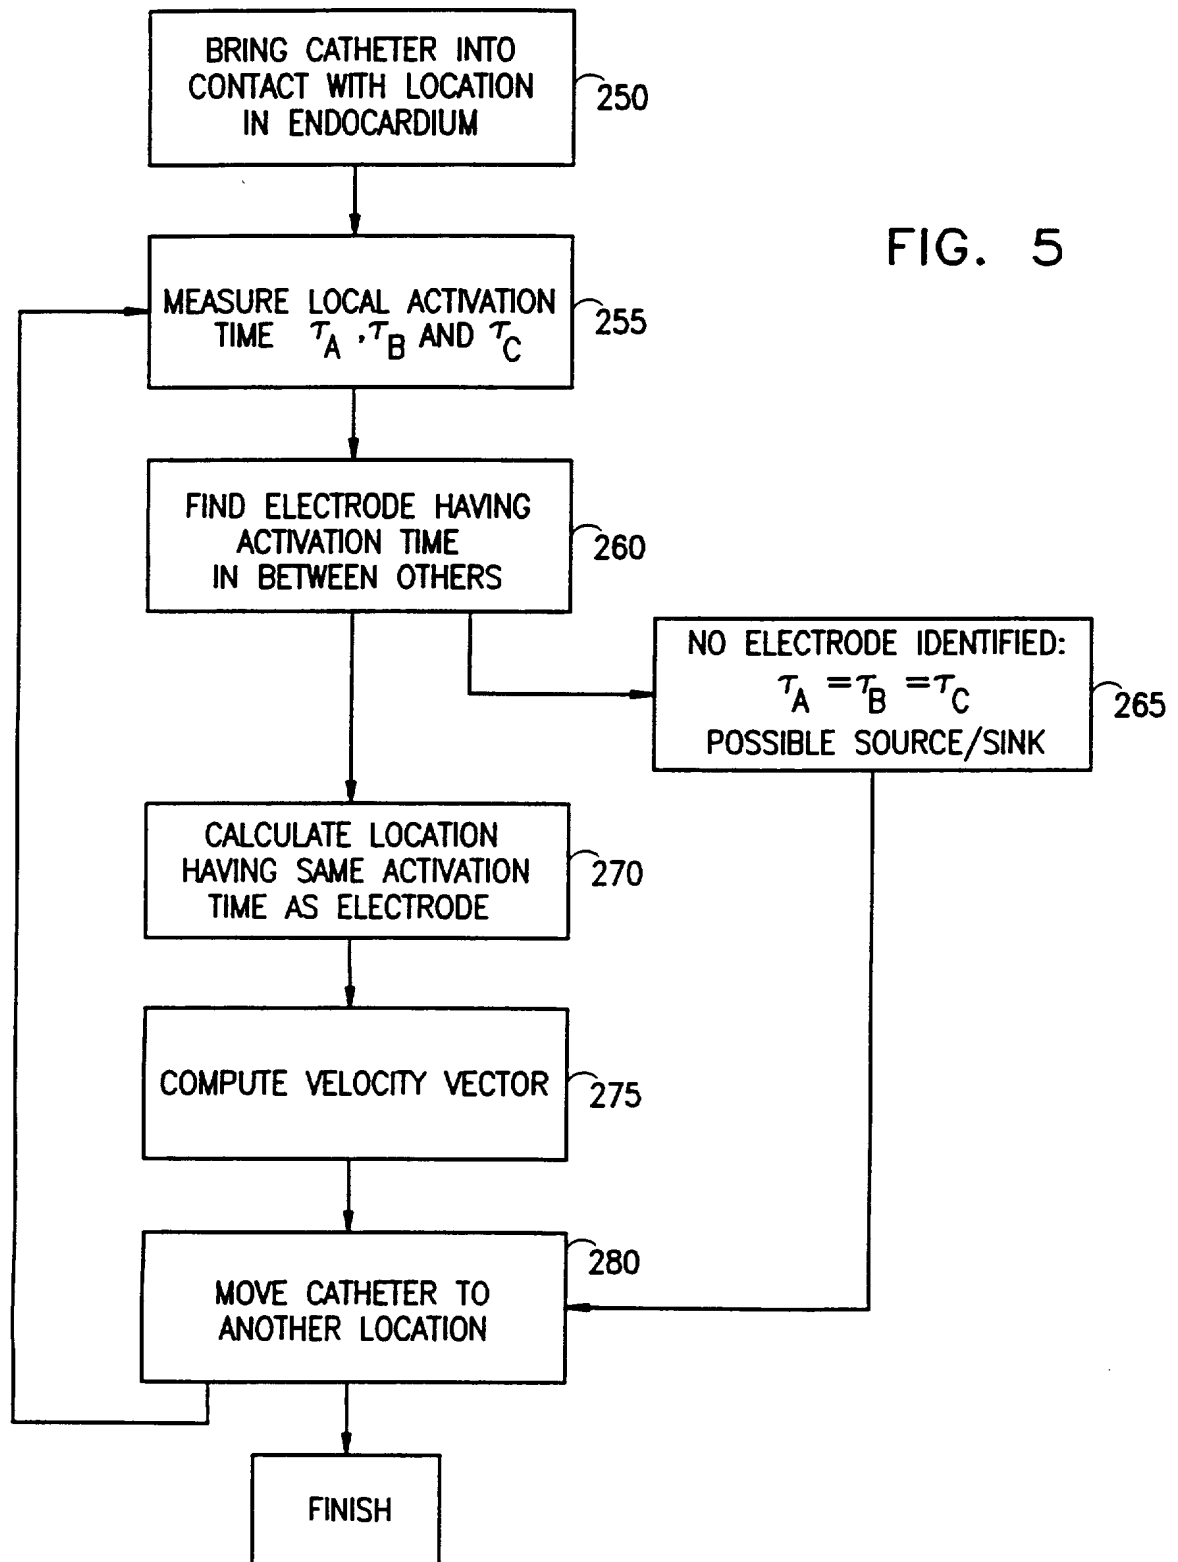 BRING CATHETER INTO
CONTACT WITH LOCATION
IN ENDOCARDIUM
250
FIG. 5
MEASURE LOCAL ACTIVATION
TIME τA , τB AND τC
255
FIND ELECTRODE HAVING
ACTIVATION TIME
IN BETWEEN OTHERS
260
NO ELECTRODE IDENTIFIED:
τA = τB = τC
POSSIBLE SOURCE/SINK
265
CALCULATE LOCATION
HAVING SAME ACTIVATION
TIME AS ELECTRODE
270
COMPUTE VELOCITY VECTOR
275
MOVE CATHETER TO
ANOTHER LOCATION
280
FINISH